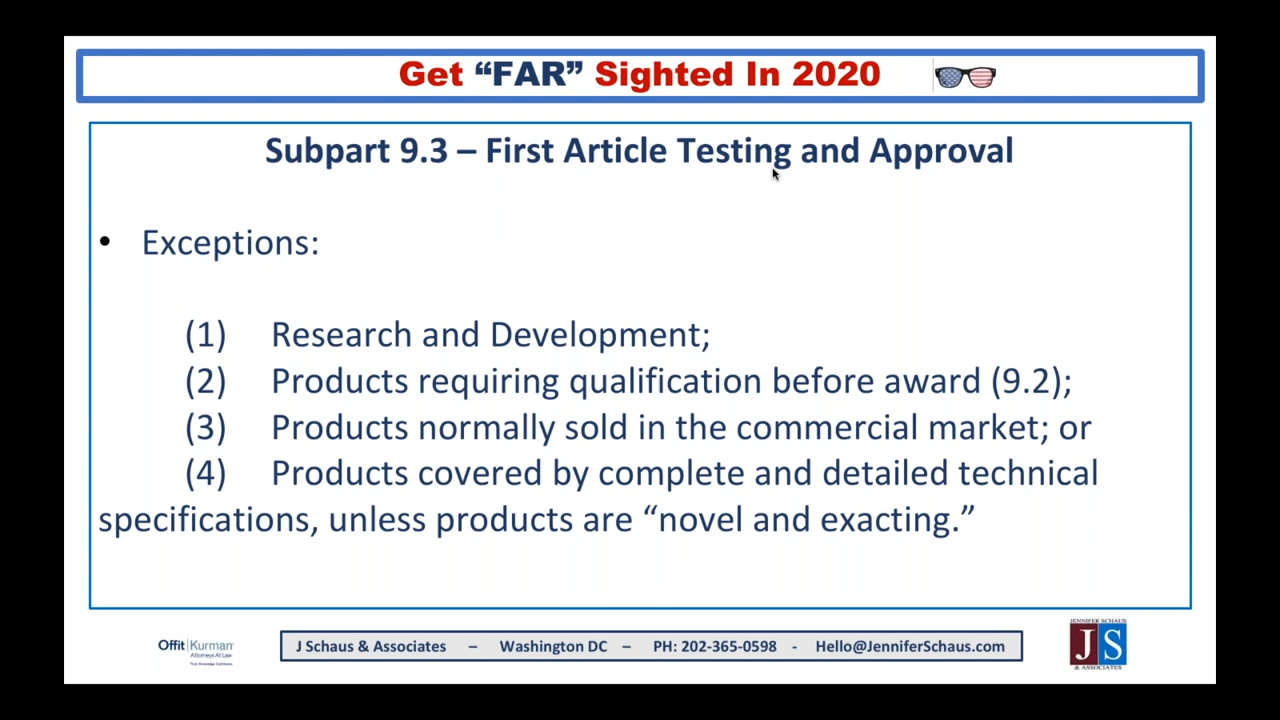 Get “FAR” Sighted In 2020
Subpart 9.3 – First Article Testing and Approval
• Exceptions:
(1) Research and Development;
(2) Products requiring qualification before award (9.2);
(3) Products normally sold in the commercial market; or
(4) Products covered by complete and detailed technical
specifications, unless products are “novel and exacting.”
Offit | Kurman
Attorneys At Law
J Schaus & Associates – Washington DC – PH: 202-365-0598 - Hello@JenniferSchaus.com
JENNIFER SCHAUS
J S
& ASSOCIATES